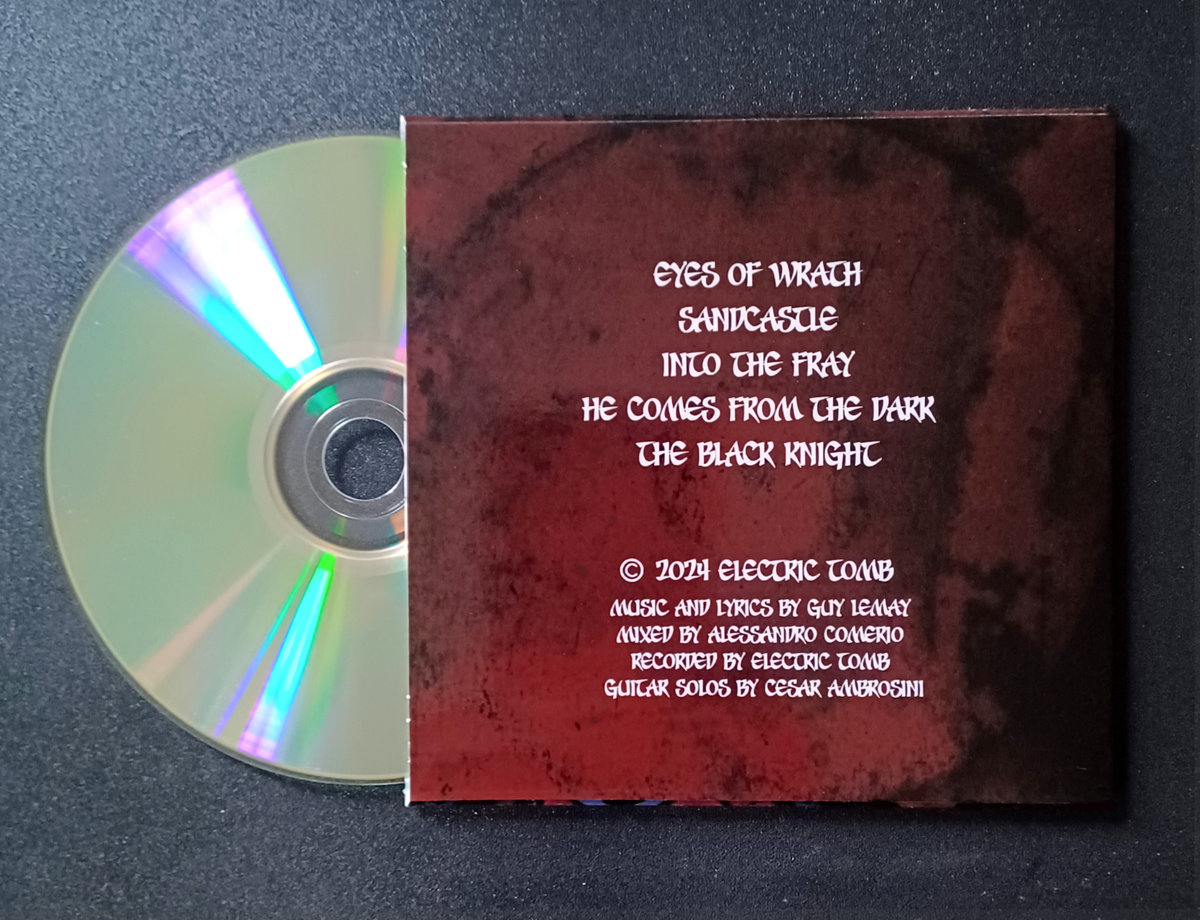 EYES OF WRATH
SANDCASTLE
INTO THE FRAY
HE COMES FROM THE DARK
THE BLACK KNIGHT
© 2024 ELECTRIC TOMB
MUSIC AND LYRICS BY GUY LEMAY
MIXED BY ALESSANDRO COMERIO
RECORDED BY ELECTRIC TOMB
GUITAR SOLOS BY CESAR AMBROSINI